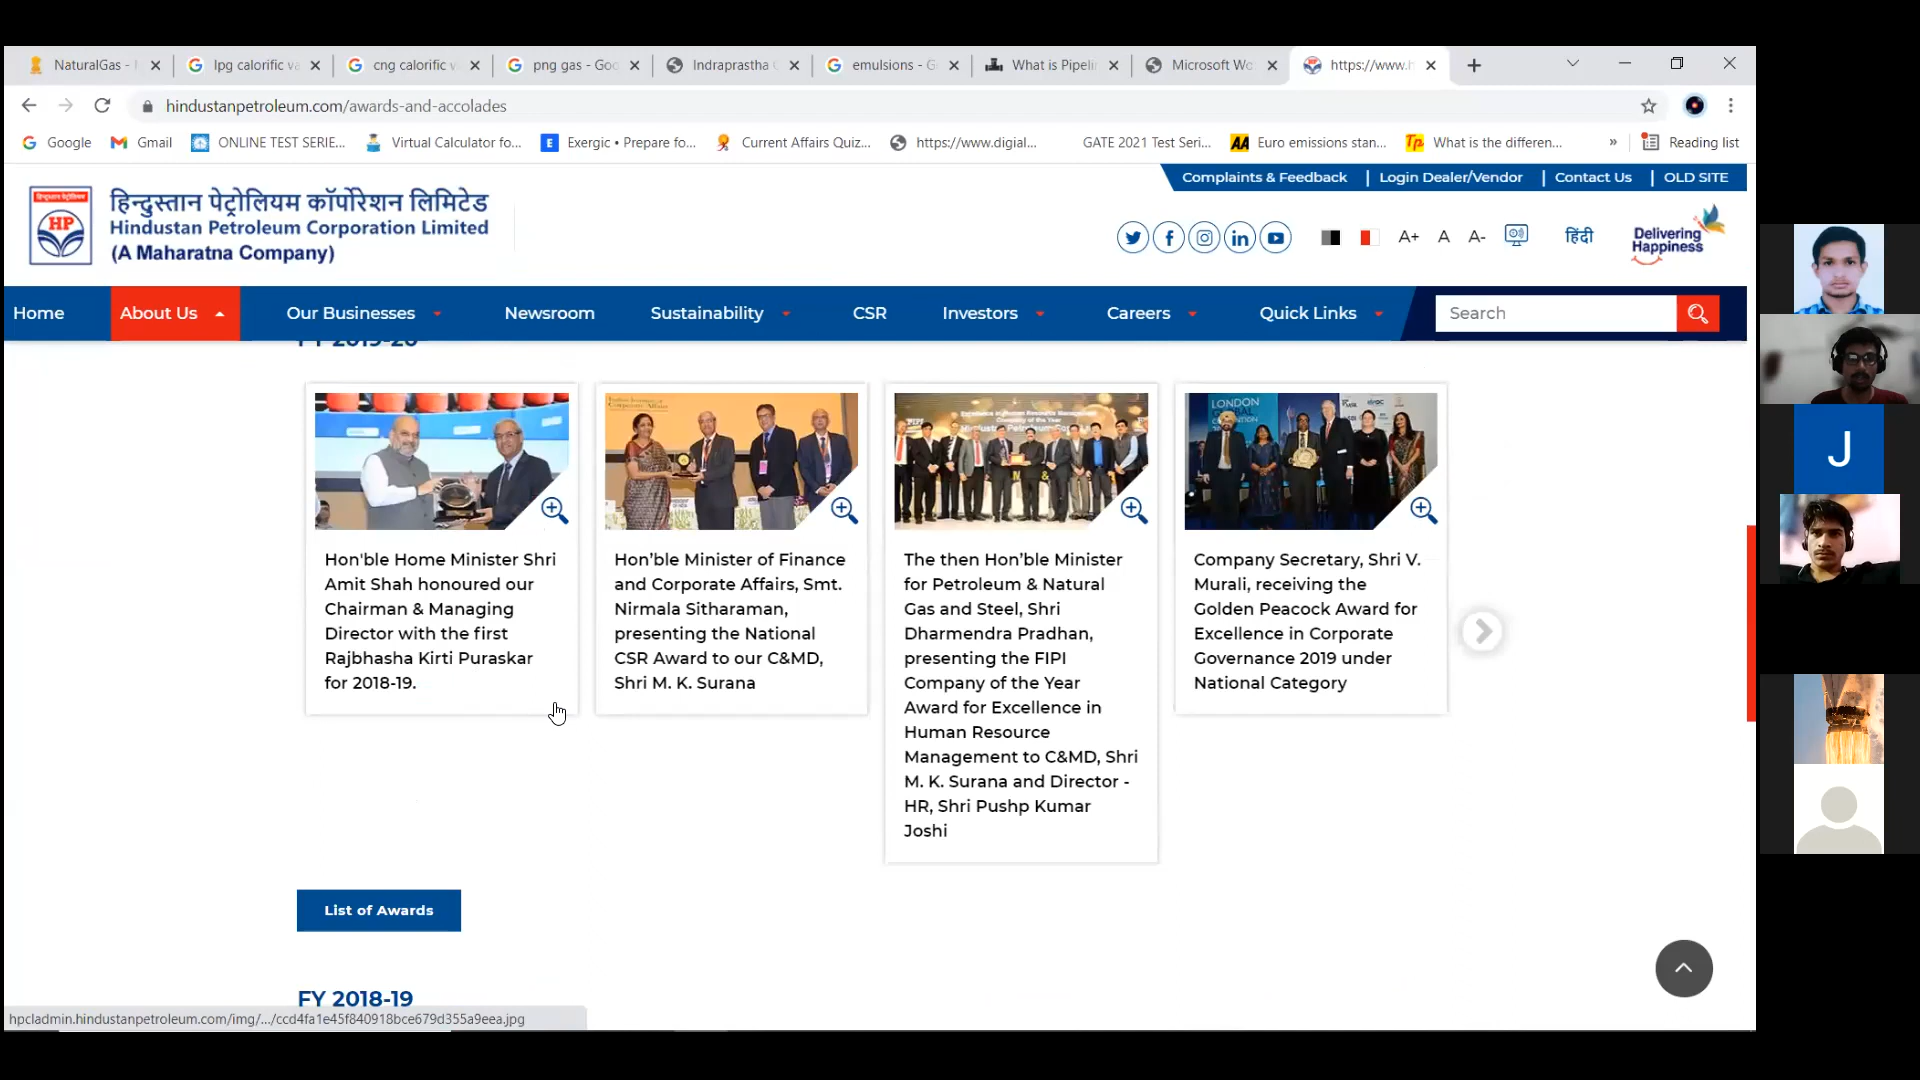 NaturalGas -
lpg calorific va
cng calorific v
png gas - Goo
Indraprastha G
emulsions - G
What is Pipeli
Microsoft Wo
https://www.h
hindustanpetroleum.com/awards-and-accolades
Google
Gmail
ONLINE TEST SERIE...
Virtual Calculator fo...
Exergic • Prepare fo...
Current Affairs Quiz...
https://www.digial...
GATE 2021 Test Seri...
AA
Euro emissions stan...
Tp
What is the differen...
»
Reading list
Complaints & Feedback | Login Dealer/Vendor | Contact Us | OLD SITE
हिन्दुस्तान पेट्रोलियम
HP
हिन्दुस्तान पेट्रोलियम कॉर्पोरेशन लिमिटेड
Hindustan Petroleum Corporation Limited
(A Maharatna Company)
A+ A A-
हिंदी
Delivering
Happiness
Home
About Us
Our Businesses
Newsroom
Sustainability
CSR
Investors
Careers
Quick Links
Search
FY 2019-20
LONDON
Hon'ble Home Minister Shri
Amit Shah honoured our
Chairman & Managing
Director with the first
Rajbhasha Kirti Puraskar
for 2018-19.
Hon’ble Minister of Finance
and Corporate Affairs, Smt.
Nirmala Sitharaman,
presenting the National
CSR Award to our C&MD,
Shri M. K. Surana
The then Hon’ble Minister
for Petroleum & Natural
Gas and Steel, Shri
Dharmendra Pradhan,
presenting the FIPI
Company of the Year
Award for Excellence in
Human Resource
Management to C&MD, Shri
M. K. Surana and Director -
HR, Shri Pushp Kumar
Joshi
Company Secretary, Shri V.
Murali, receiving the
Golden Peacock Award for
Excellence in Corporate
Governance 2019 under
National Category
List of Awards
FY 2018-19
hpcladmin.hindustanpetroleum.com/img/.../ccd4fa1e45f840918bce679d355a9eea.jpg
J